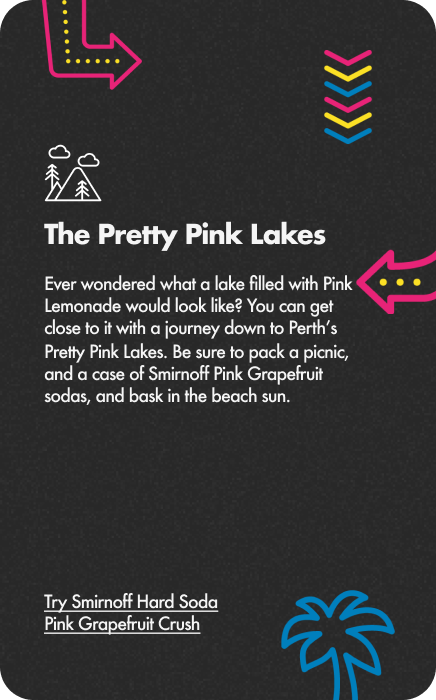 The Pretty Pink Lakes
Ever wondered what a lake filled with Pink
Lemonade would look like? You can get
close to it with a journey down to Perth’s
Pretty Pink Lakes. Be sure to pack a picnic,
and a case of Smirnoff Pink Grapefruit
sodas, and bask in the beach sun.
Try Smirnoff Hard Soda
Pink Grapefruit Crush